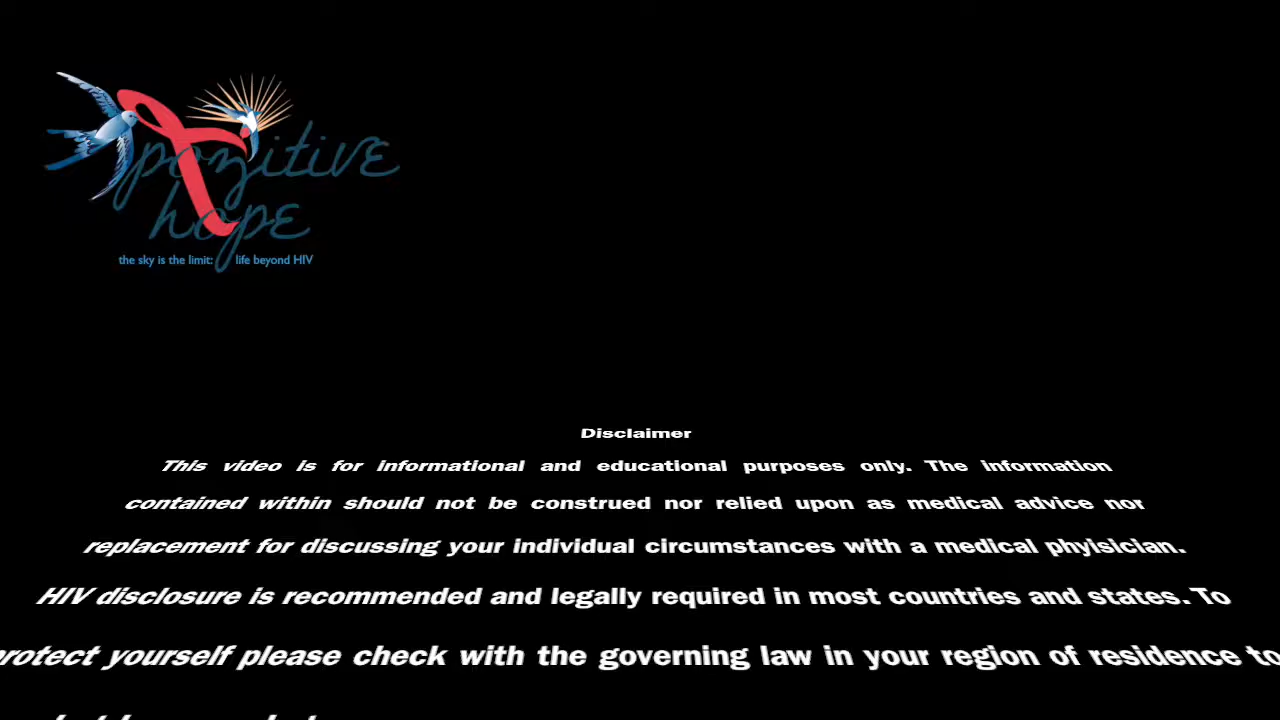 pozitive
hope
the sky is the limit: life beyond HIV
Disclaimer
This video is for informational and educational purposes only. The information
contained within should not be construed nor relied upon as medical advice nor
replacement for discussing your individual circumstances with a medical phyisician.
HIV disclosure is recommended and legally required in most countries and states. To
protect yourself please check with the governing law in your region of residence to